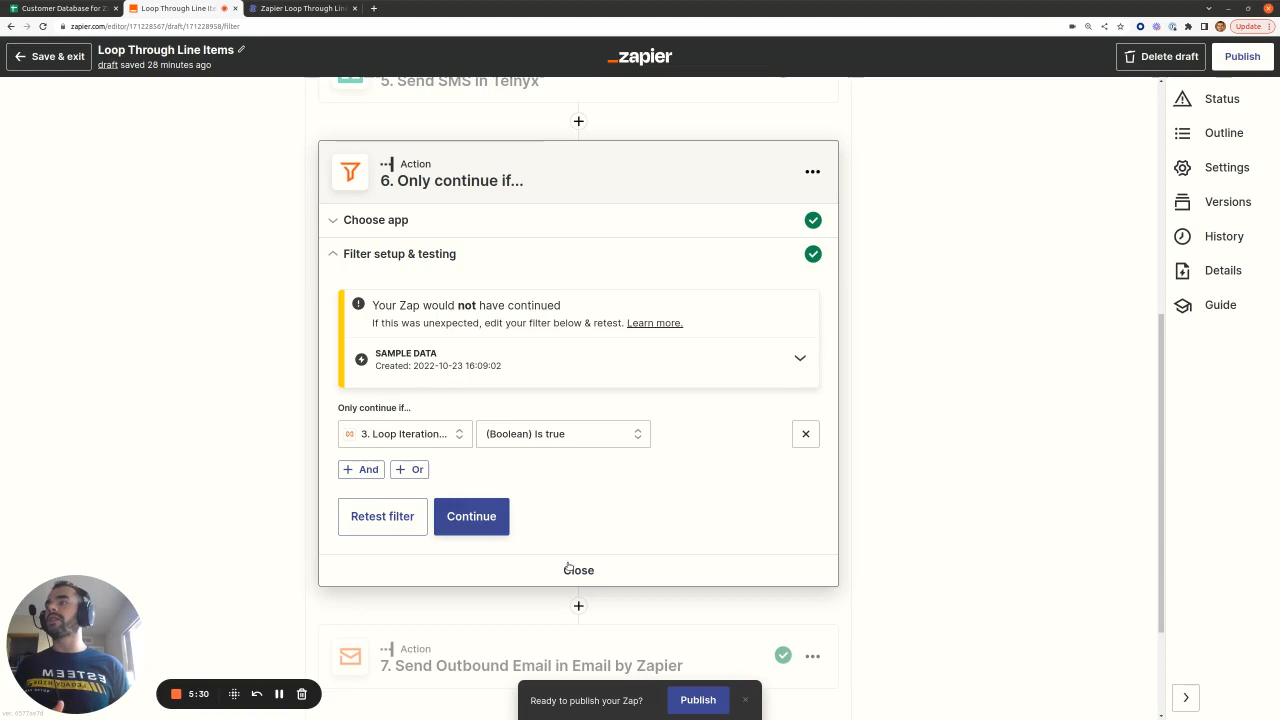 Customer Database for Z
Loop Through Line Ite
Zapier Loop Through Line
zapier.com/editor/171228567/draft/171228958/filter
Update
Save & exit
Loop Through Line Items
draft saved 28 minutes ago
_zapier
Delete draft
Publish
5. Send SMS in Telnyx
Action
6. Only continue if...
Choose app
Filter setup & testing
Your Zap would not have continued
If this was unexpected, edit your filter below & retest. Learn more.
SAMPLE DATA
Created: 2022-10-23 16:09:02
Only continue if...
3. Loop Iteration...
(Boolean) Is true
And
Or
Retest filter
Continue
Close
Action
7. Send Outbound Email in Email by Zapier
Ready to publish your Zap?
Publish
Status
Outline
Settings
Versions
History
Details
Guide
ESTEEM
5:30
ver. 6577ae7d